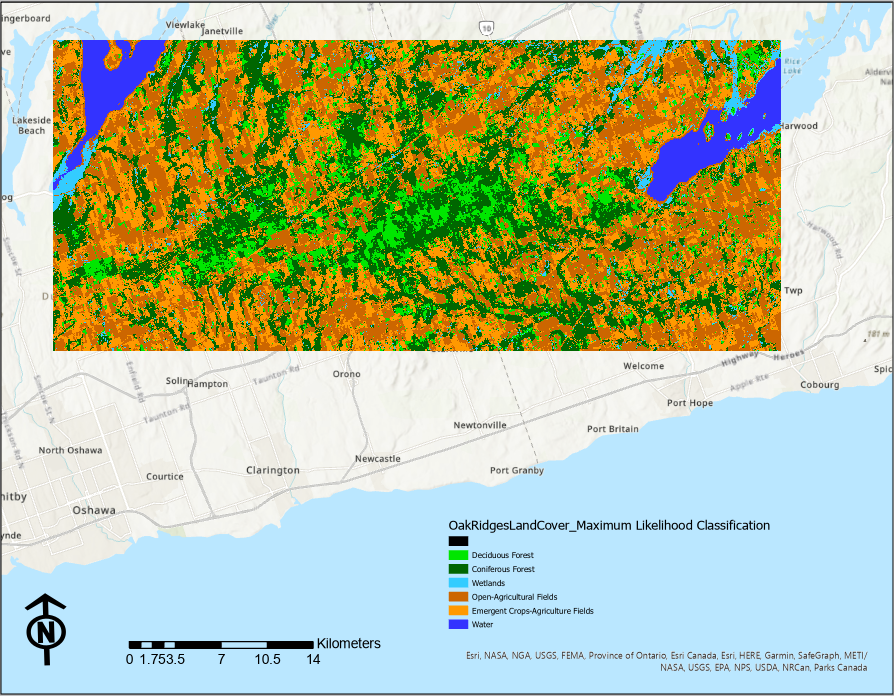 ingerboard
Viewlake
Janetville
River
10
ve
Rice
Lake
Alderv
Nat
Lakeside
Beach
Harwood
og
Simcoe St
Harwood Rd
Du
Twp
181 m
Highway Heroes
Welcome
Apple Rte
Spic
Cobourg
Enfield Rd
Solina
Hampton
Taunton Rd
Orono
Simcoe St N
Taunton Rd
Port Hope
Thickson Rd N
Newtonville
Port Britain
North Oshawa
Newcastle
Courtice
Clarington
Port Granby
hitby
Oshawa
ynde
OakRidgesLandCover_Maximum Likelihood Classification
Deciduous Forest
Coniferous Forest
Wetlands
Open-Agricultural Fields
Emergent Crops-Agriculture Fields
Water
N
Kilometers
0 1.753.5 7 10.5 14
Esri, NASA, NGA, USGS, FEMA, Province of Ontario, Esri Canada, Esri, HERE, Garmin, SafeGraph, METI/
NASA, USGS, EPA, NPS, USDA, NRCan, Parks Canada